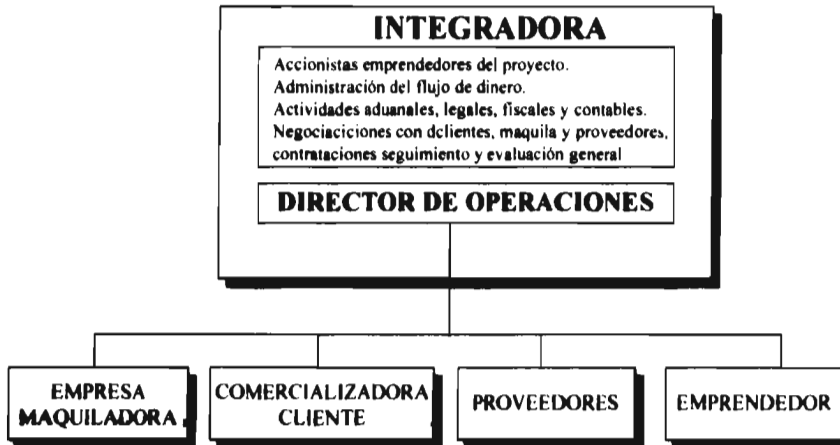 INTEGRADORA
Accionistas emprendedores del proyecto.
Administración del flujo de dinero.
Actividades aduanales, legales, fiscales y contables.
Negociaciciones con dclientes, maquila y proveedores,
contrataciones seguimiento y evaluación general
DIRECTOR DE OPERACIONES
EMPRESA
MAQUILADORA
COMERCIALIZADORA
CLIENTE
PROVEEDORES
EMPRENDEDOR